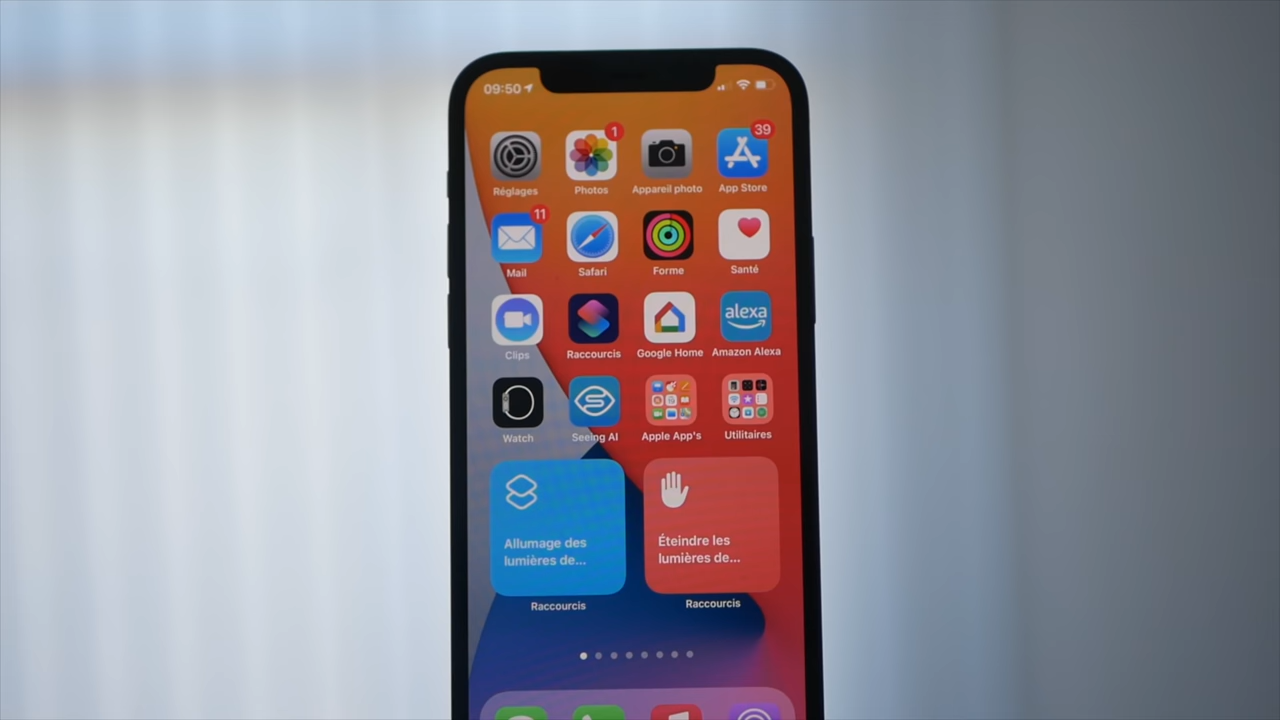 09:50
1
39
Réglages
Photos
Appareil photo
App Store
11
Mail
Safari
Forme
Santé
alexa
Clips
Raccourcis
Google Home
Amazon Alexa
Watch
Seeing AI
Apple App's
Utilitaires
Allumage des
lumières de...
Éteindre les
lumières de...
Raccourcis
Raccourcis